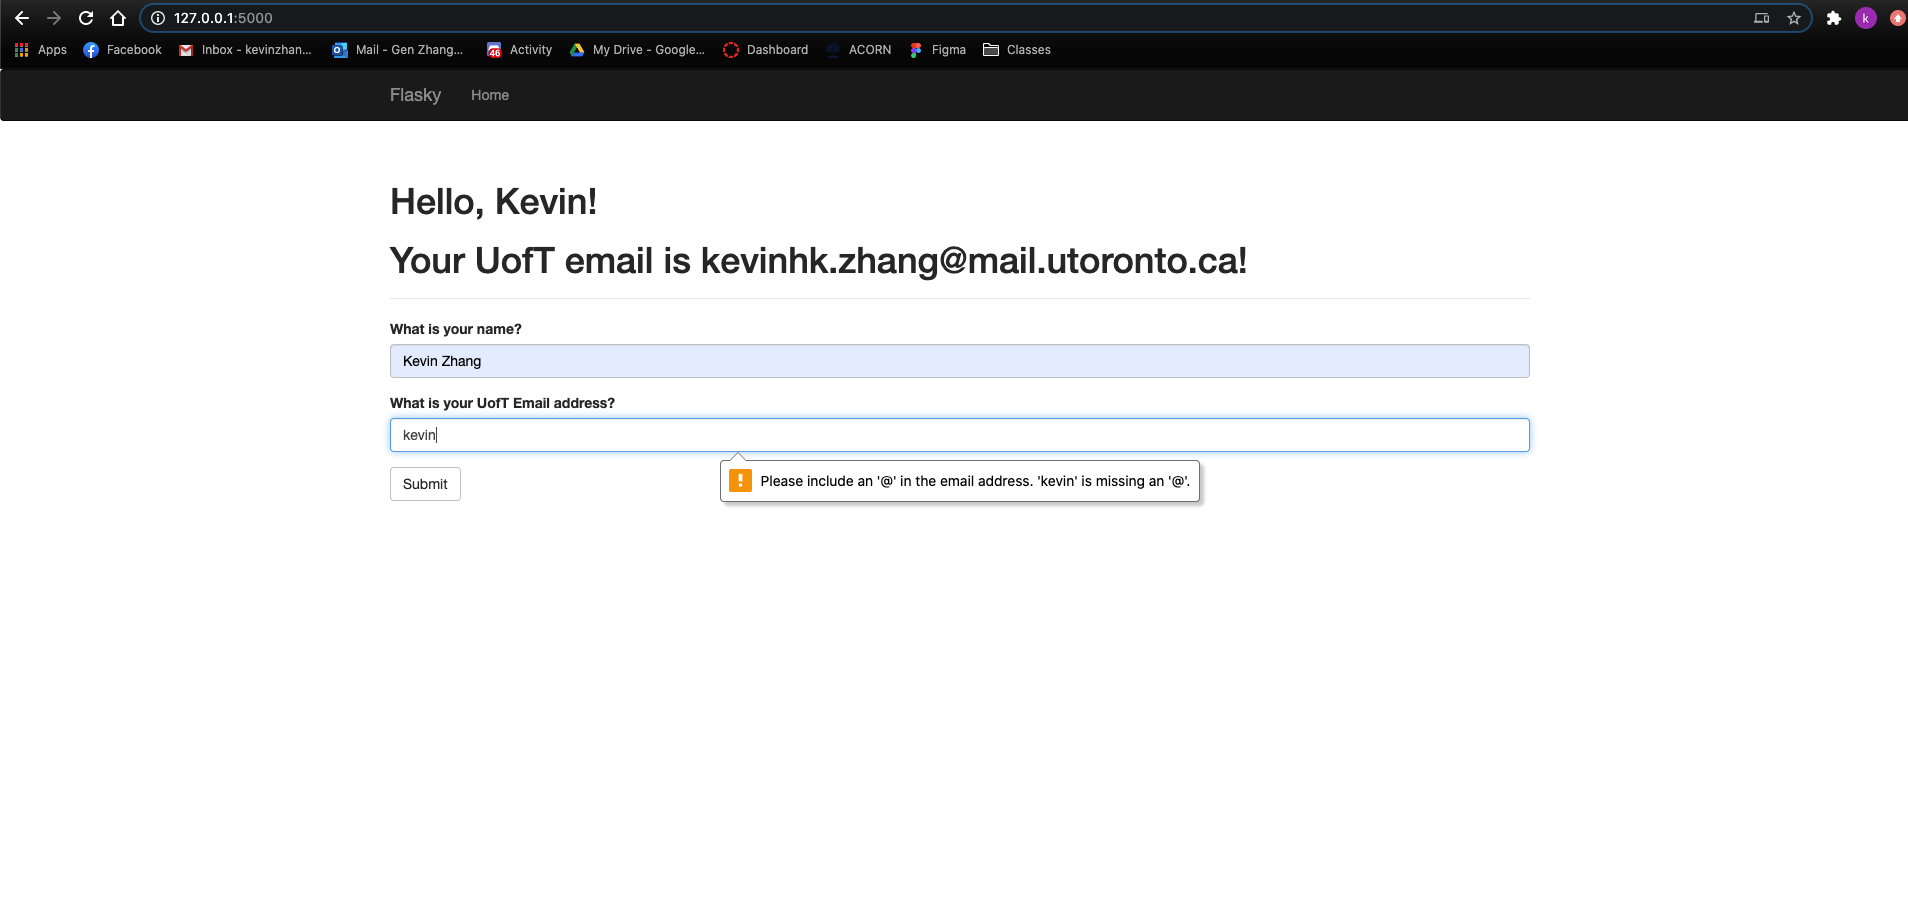 127.0.0.1:5000
k
Apps Facebook Inbox - kevinzhan... Mail - Gen Zhang... 46 Activity My Drive - Google... Dashboard ACORN Figma Classes
Flasky Home
Hello, Kevin!
Your UofT email is kevinhk.zhang@mail.utoronto.ca!
What is your name?
Kevin Zhang
What is your UofT Email address?
kevin
Submit
! Please include an '@' in the email address. 'kevin' is missing an '@'.